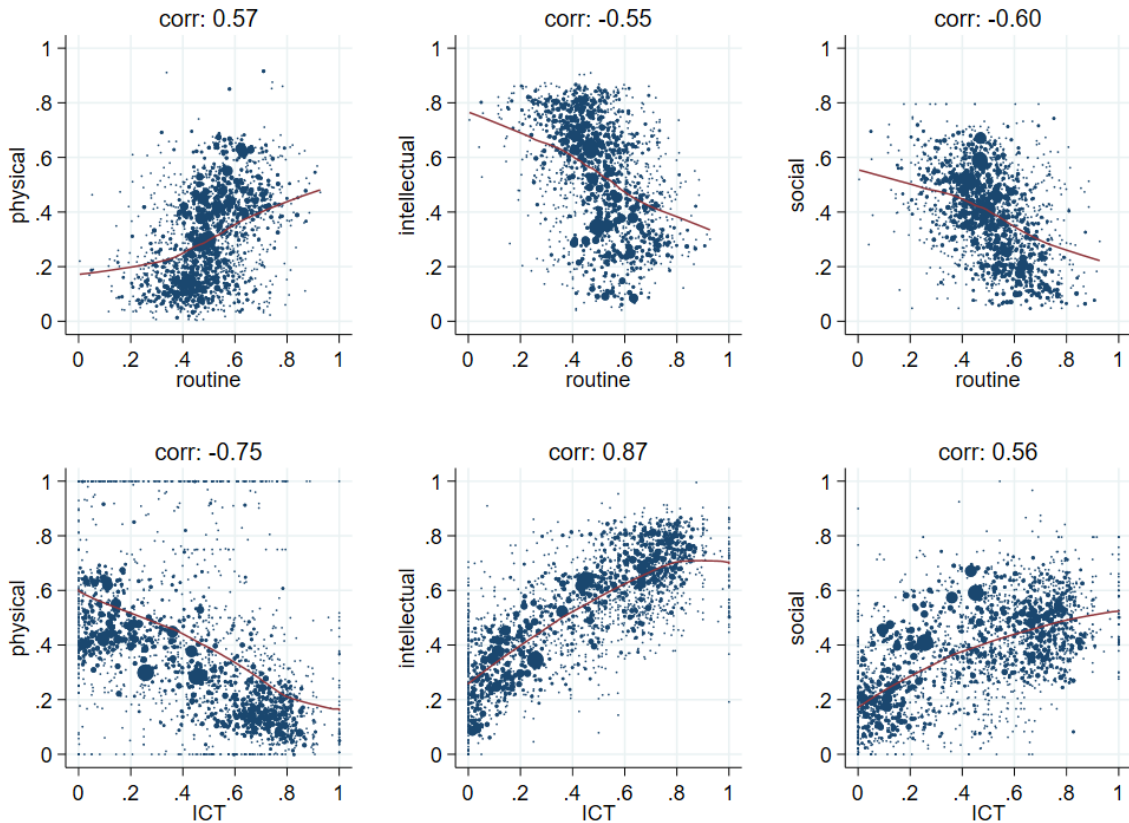 corr: 0.57
corr: -0.55
corr: -0.60
physical
1
.8
.6
.4
.2
0
0 .2 .4 .6 .8 1
routine
intellectual
1
.8
.6
.4
.2
0
0 .2 .4 .6 .8 1
routine
social
1
.8
.6
.4
.2
0
0 .2 .4 .6 .8 1
routine
corr: -0.75
corr: 0.87
corr: 0.56
physical
1
.8
.6
.4
.2
0
0 .2 .4 .6 .8 1
ICT
intellectual
1
.8
.6
.4
.2
0
0 .2 .4 .6 .8 1
ICT
social
1
.8
.6
.4
.2
0
0 .2 .4 .6 .8 1
ICT